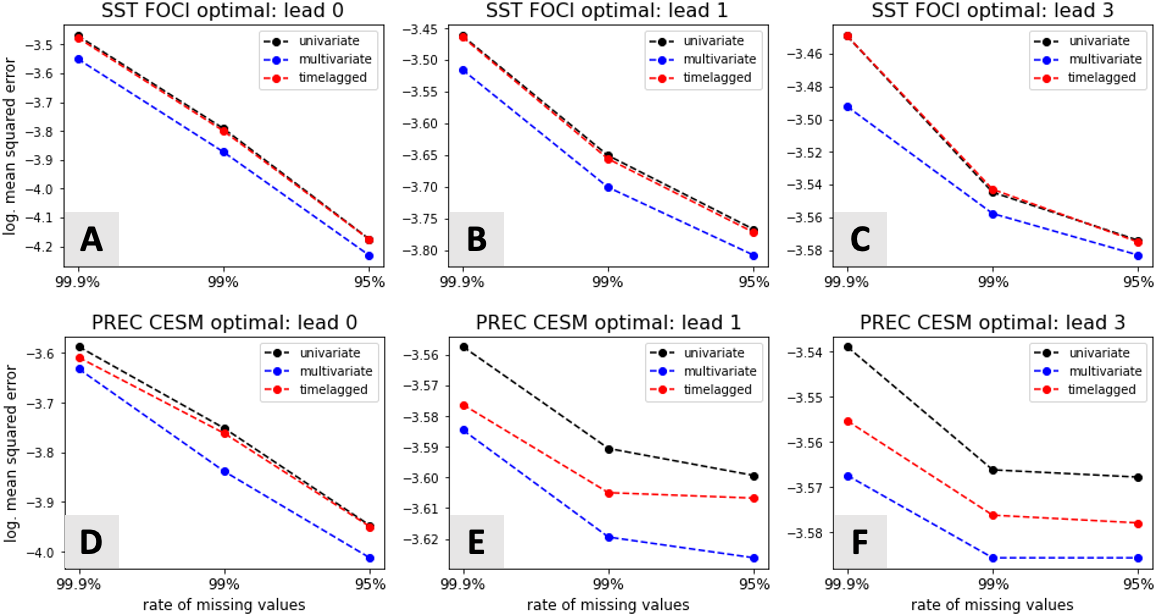 SST FOCI optimal: lead 0
log. mean squared error
−3.5
−3.6
−3.7
−3.8
−3.9
−4.0
−4.1
−4.2
univariate
multivariate
timelagged
A
99.9%
99%
95%
SST FOCI optimal: lead 1
−3.45
−3.50
−3.55
−3.60
−3.65
−3.70
−3.75
−3.80
univariate
multivariate
timelagged
B
99.9%
99%
95%
SST FOCI optimal: lead 3
−3.46
−3.48
−3.50
−3.52
−3.54
−3.56
−3.58
univariate
multivariate
timelagged
C
99.9%
99%
95%
PREC CESM optimal: lead 0
log. mean squared error
−3.6
−3.7
−3.8
−3.9
−4.0
univariate
multivariate
timelagged
D
99.9%
99%
95%
rate of missing values
PREC CESM optimal: lead 1
−3.56
−3.57
−3.58
−3.59
−3.60
−3.61
−3.62
univariate
multivariate
timelagged
E
99.9%
99%
95%
rate of missing values
PREC CESM optimal: lead 3
−3.54
−3.55
−3.56
−3.57
−3.58
univariate
multivariate
timelagged
F
99.9%
99%
95%
rate of missing values